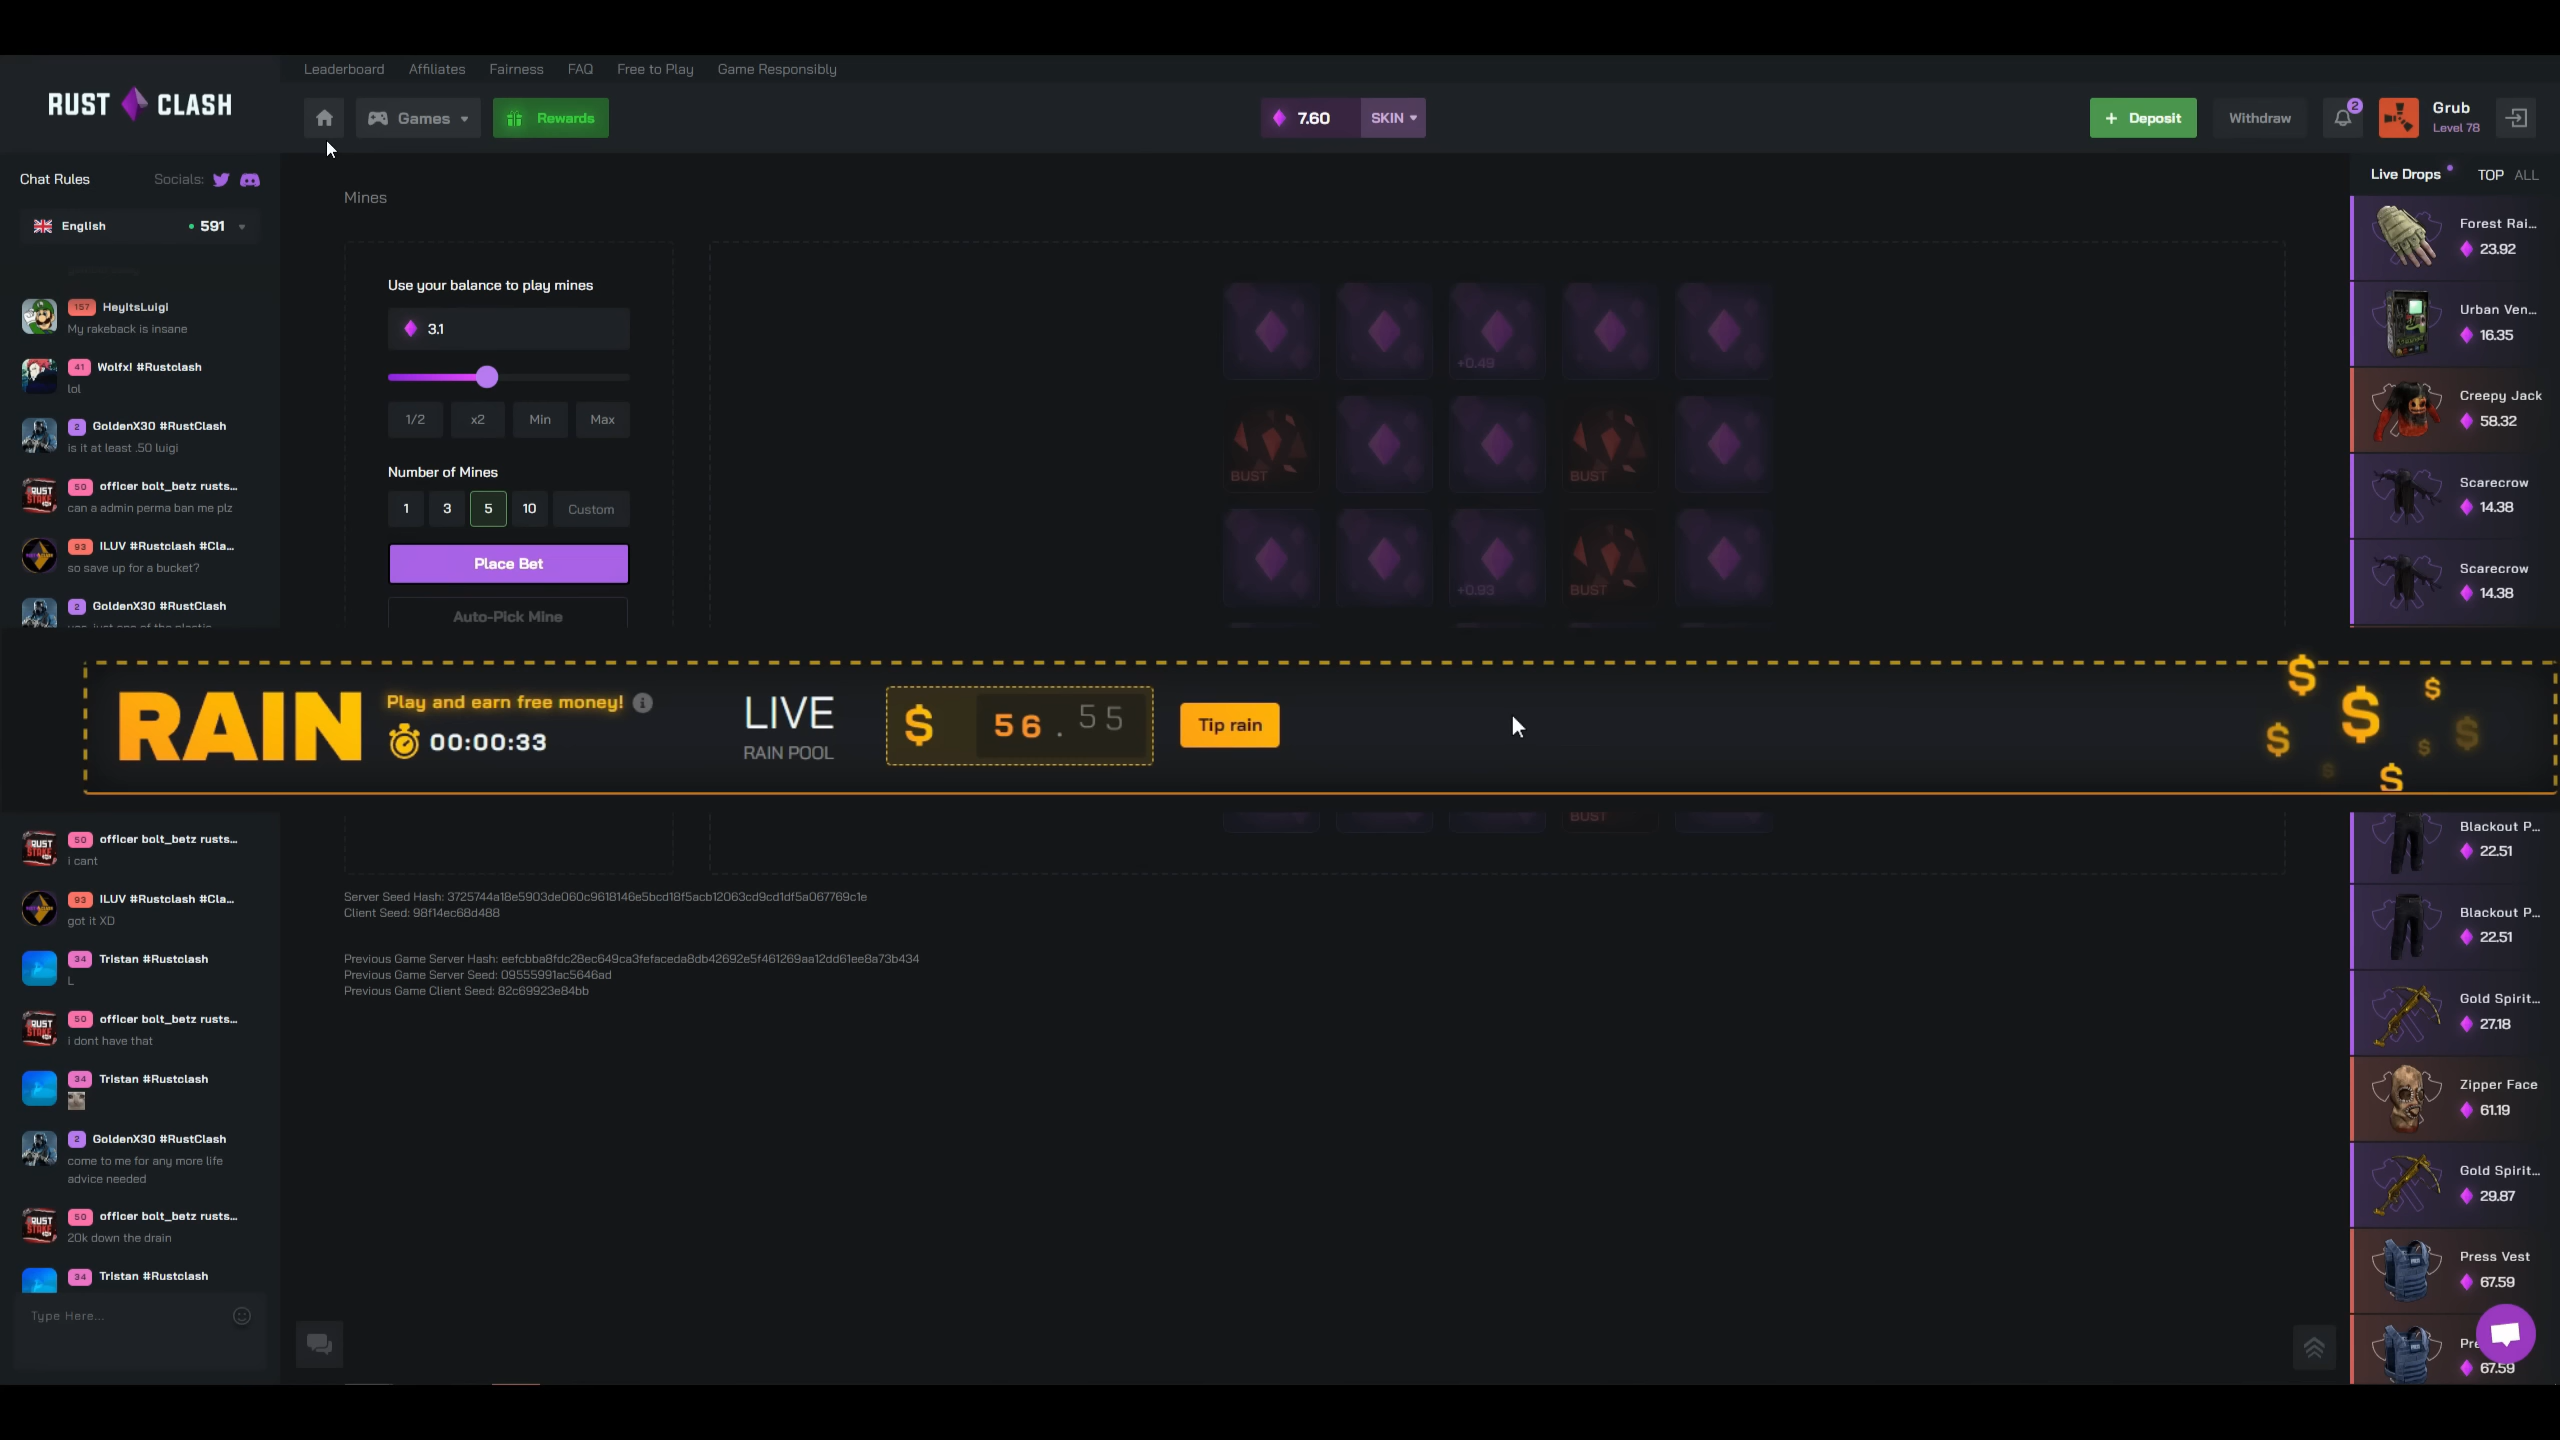 Leaderboard Affiliates Fairness FAQ Free to Play Game Responsibly
RUST CLASH
Games
Rewards
7.60 SKIN
+ Deposit
Withdraw
2
Grub
Level 78
Chat Rules
Socials:
English
591
157 HeyItsLuigi
My rakeback is insane
41 Wolfxl #Rustclash
lol
2 GoldenX30 #RustClash
is it at least .50 luigi
50 officer bolt_betz rusts...
can a admin perma ban me plz
93 ILUV #Rustclash #Cla...
so save up for a bucket?
2 GoldenX30 #RustClash
Mines
Use your balance to play mines
3.1
1/2 x2 Min Max
Number of Mines
1 3 5 10 Custom
Place Bet
Auto-Pick Mine
+0.49
BUST
BUST
+0.93
BUST
Live Drops TOP ALL
Forest Rai...
23.92
Urban Ven...
16.35
Creepy Jack
58.32
Scarecrow
14.38
Scarecrow
14.38
RAIN
Play and earn free money!
00:00:33
LIVE
RAIN POOL
$ 56.55
Tip rain
BUST
50 officer bolt_betz rusts...
i cant
93 ILUV #Rustclash #Cla...
got it XD
34 Tristan #Rustclash
L
50 officer bolt_betz rusts...
i dont have that
34 Tristan #Rustclash
2 GoldenX30 #RustClash
come to me for any more life
advice needed
50 officer bolt_betz rusts...
20k down the drain
34 Tristan #Rustclash
Type Here...
Server Seed Hash: 3725744a18e5903de060c9618146e5bcd18f5acb12063cd9cd1df5a067769c1e
Client Seed: 98f14ec68d488
Previous Game Server Hash: eefcbba8fdc28ec649ca3fefaceda8db42692e5f461269aa12dd61ee8a73b434
Previous Game Server Seed: 09555991ac5646ad
Previous Game Client Seed: 82c69923e84bb
Blackout P...
22.51
Blackout P...
22.51
Gold Spirit...
27.18
Zipper Face
61.19
Gold Spirit...
29.87
Press Vest
67.59
67.59